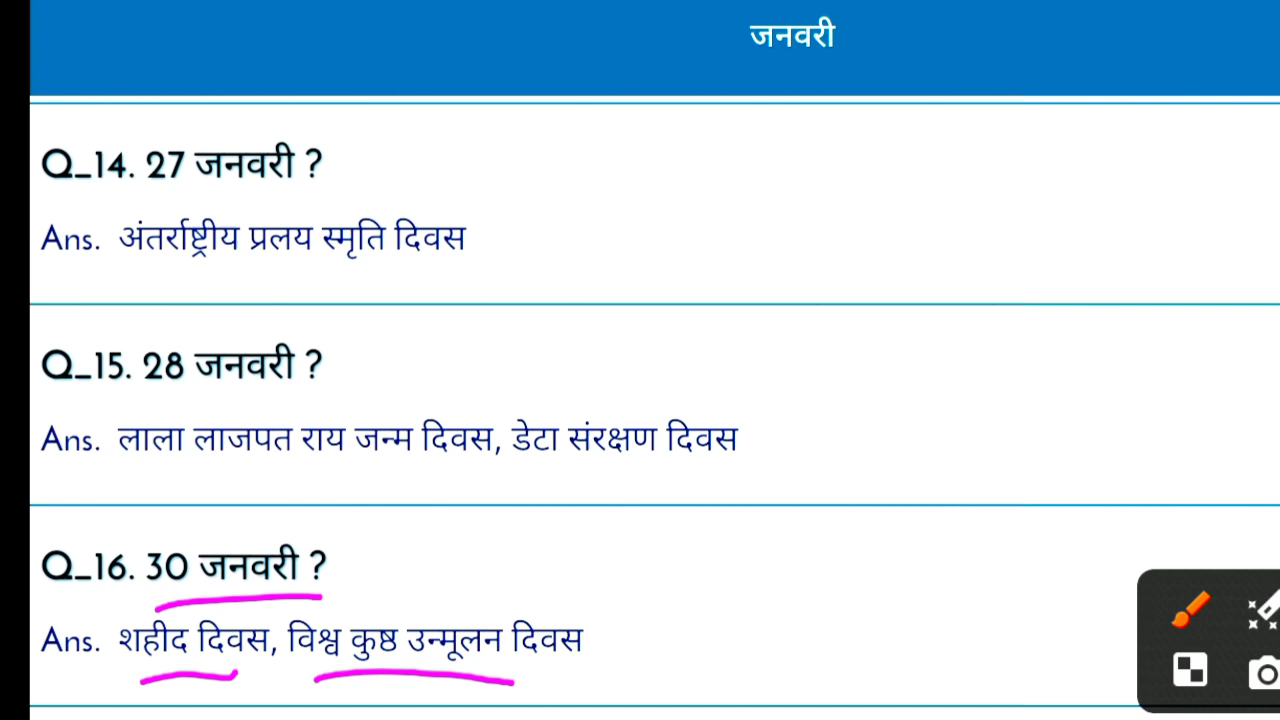 जनवरी
Q_14. 27 जनवरी ?
Ans. अंतर्राष्ट्रीय प्रलय स्मृति दिवस
Q_15. 28 जनवरी ?
Ans. लाला लाजपत राय जन्म दिवस, डेटा संरक्षण दिवस
Q_16. 30 जनवरी ?
Ans. शहीद दिवस, विश्व कुष्ठ उन्मूलन दिवस